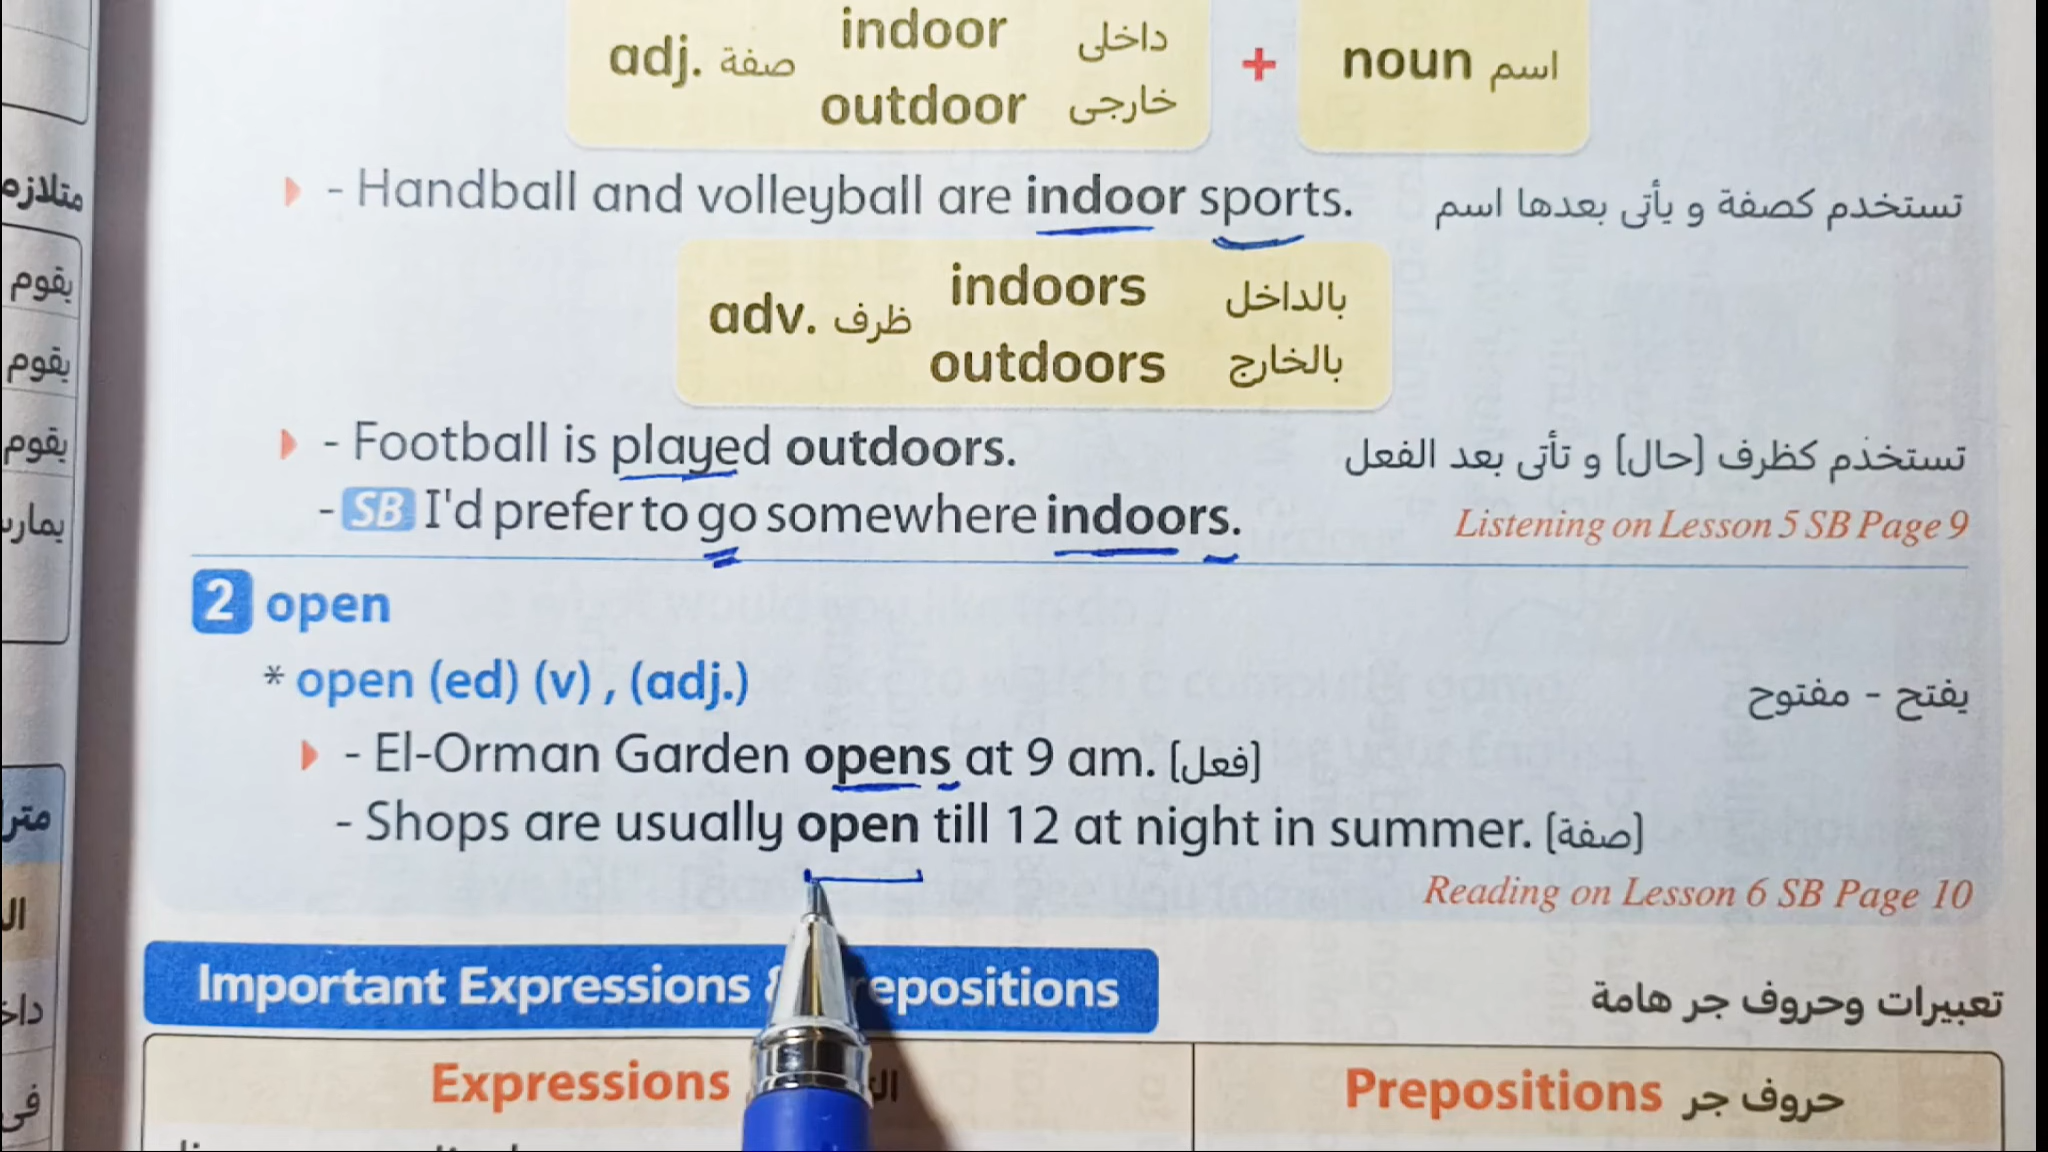 indoor داخلى
adj. صفة + noun اسم
outdoor خارجى
- Handball and volleyball are indoor sports. تستخدم كصفة و يأتى بعدها اسم
indoors بالداخل
adv. ظرف
outdoors بالخارج
- Football is played outdoors. تستخدم كظرف (حال) و تأتى بعد الفعل
- SB I'd prefer to go somewhere indoors. Listening on Lesson 5 SB Page 9
2 open
* open (ed) (v) , (adj.) يفتح - مفتوح
- El-Orman Garden opens at 9 am. (فعل)
- Shops are usually open till 12 at night in summer. (صفة)
Reading on Lesson 6 SB Page 10
Important Expressions تعبيرات وحروف جر هامة
Expressions Prepositions حروف جر
يقوم
يقوم
يقوم